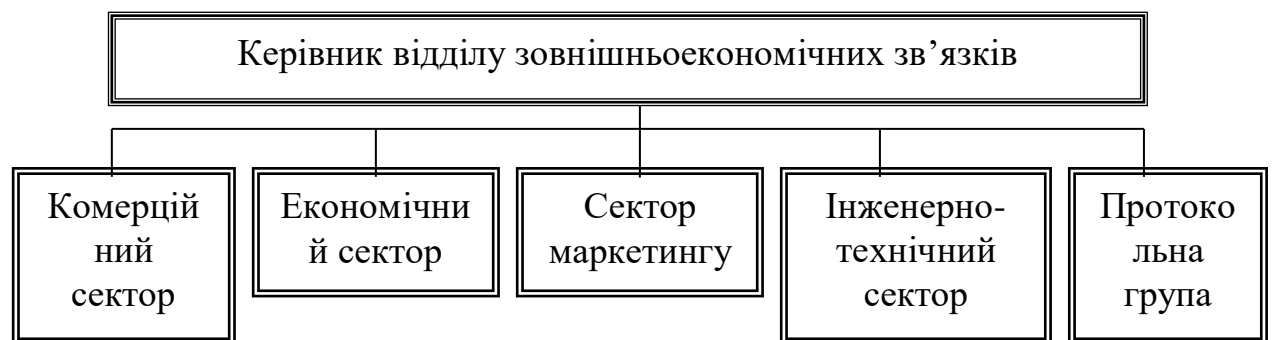 Керівник відділу зовнішньоекономічних зв’язків
Комерцій
ний
сектор
Економічни
й сектор
Сектор
маркетингу
Інженерно-
технічний
сектор
Протоко
льна
група